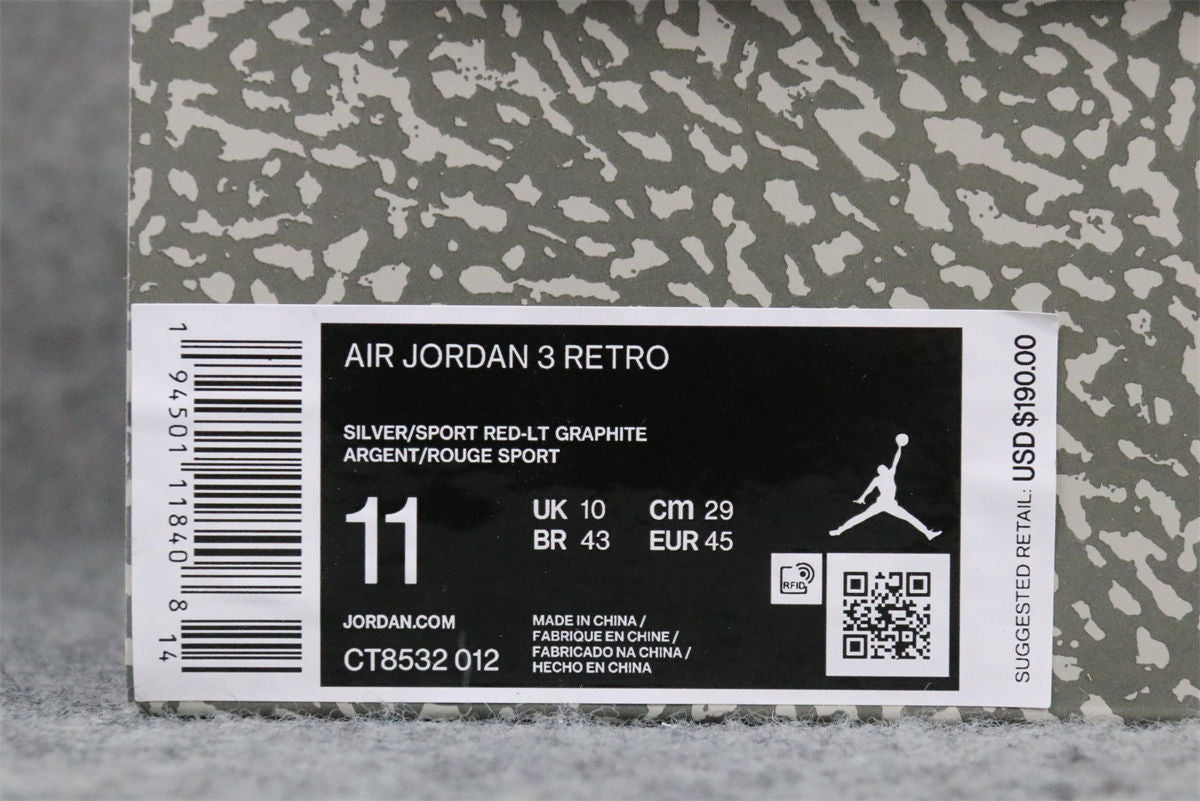 1 94501 11840 8 14
AIR JORDAN 3 RETRO
SILVER/SPORT RED-LT GRAPHITE
ARGENT/ROUGE SPORT
11
UK 10 cm 29
BR 43 EUR 45
JORDAN.COM
CT8532 012
MADE IN CHINA /
FABRIQUE EN CHINE /
FABRICADO NA CHINA /
HECHO EN CHINA
RFID
SUGGESTED RETAIL: USD $190.00